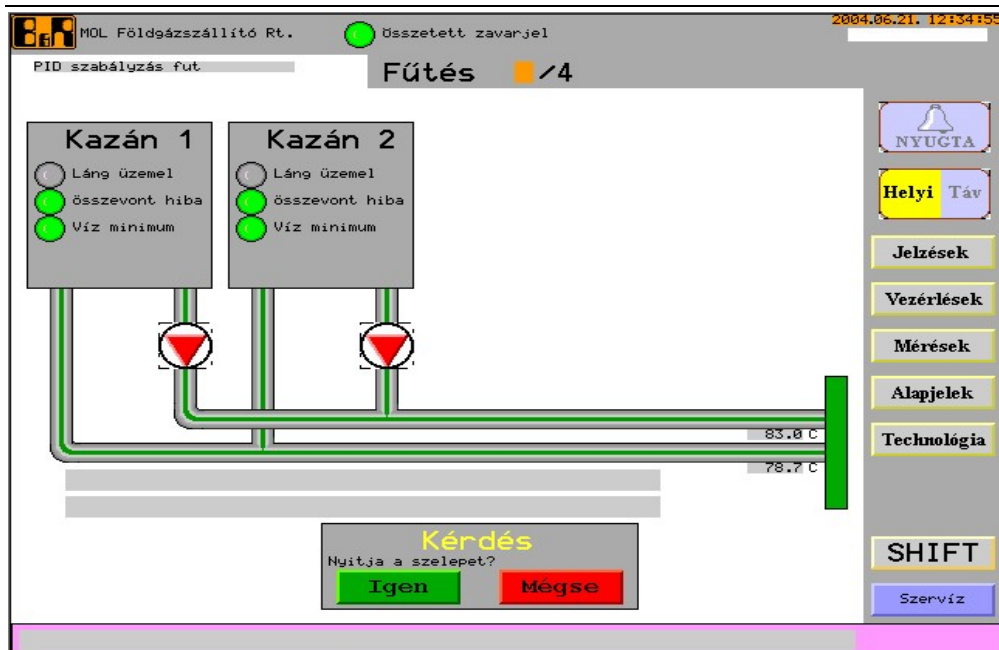 B&R MOL Földgázszállító Rt. Összetett zavarjel 2004.06.21. 12:34:55
PID szabályzás fut
Fűtés /4
NYUGTA
Helyi Táv
Jelzések
Vezérlések
Mérések
Alapjelek
Technológia
SHIFT
Szervíz
Kazán 1
Láng üzemel
összevont hiba
Víz minimum
Kazán 2
Láng üzemel
összevont hiba
Víz minimum
83.0 C
78.7 C
Kérdés
Nyitja a szelepet?
Igen Mégse